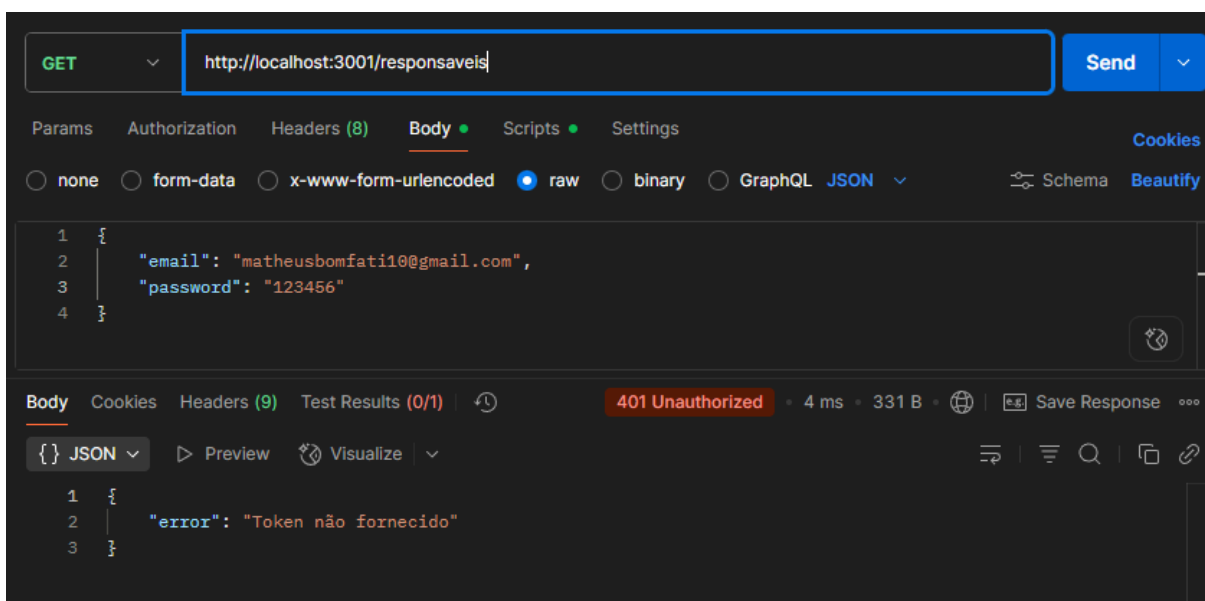 GET http://localhost:3001/responsaveis Send
Params Authorization Headers (8) Body Scripts Settings Cookies
none form-data x-www-form-urlencoded raw binary GraphQL JSON Schema Beautify
1 {
2 "email": "matheusbomfati10@gmail.com",
3 "password": "123456"
4 }
Body Cookies Headers (9) Test Results (0/1) 401 Unauthorized 4 ms 331 B e.g. Save Response
{} JSON Preview Visualize
1 {
2 "error": "Token não fornecido"
3 }